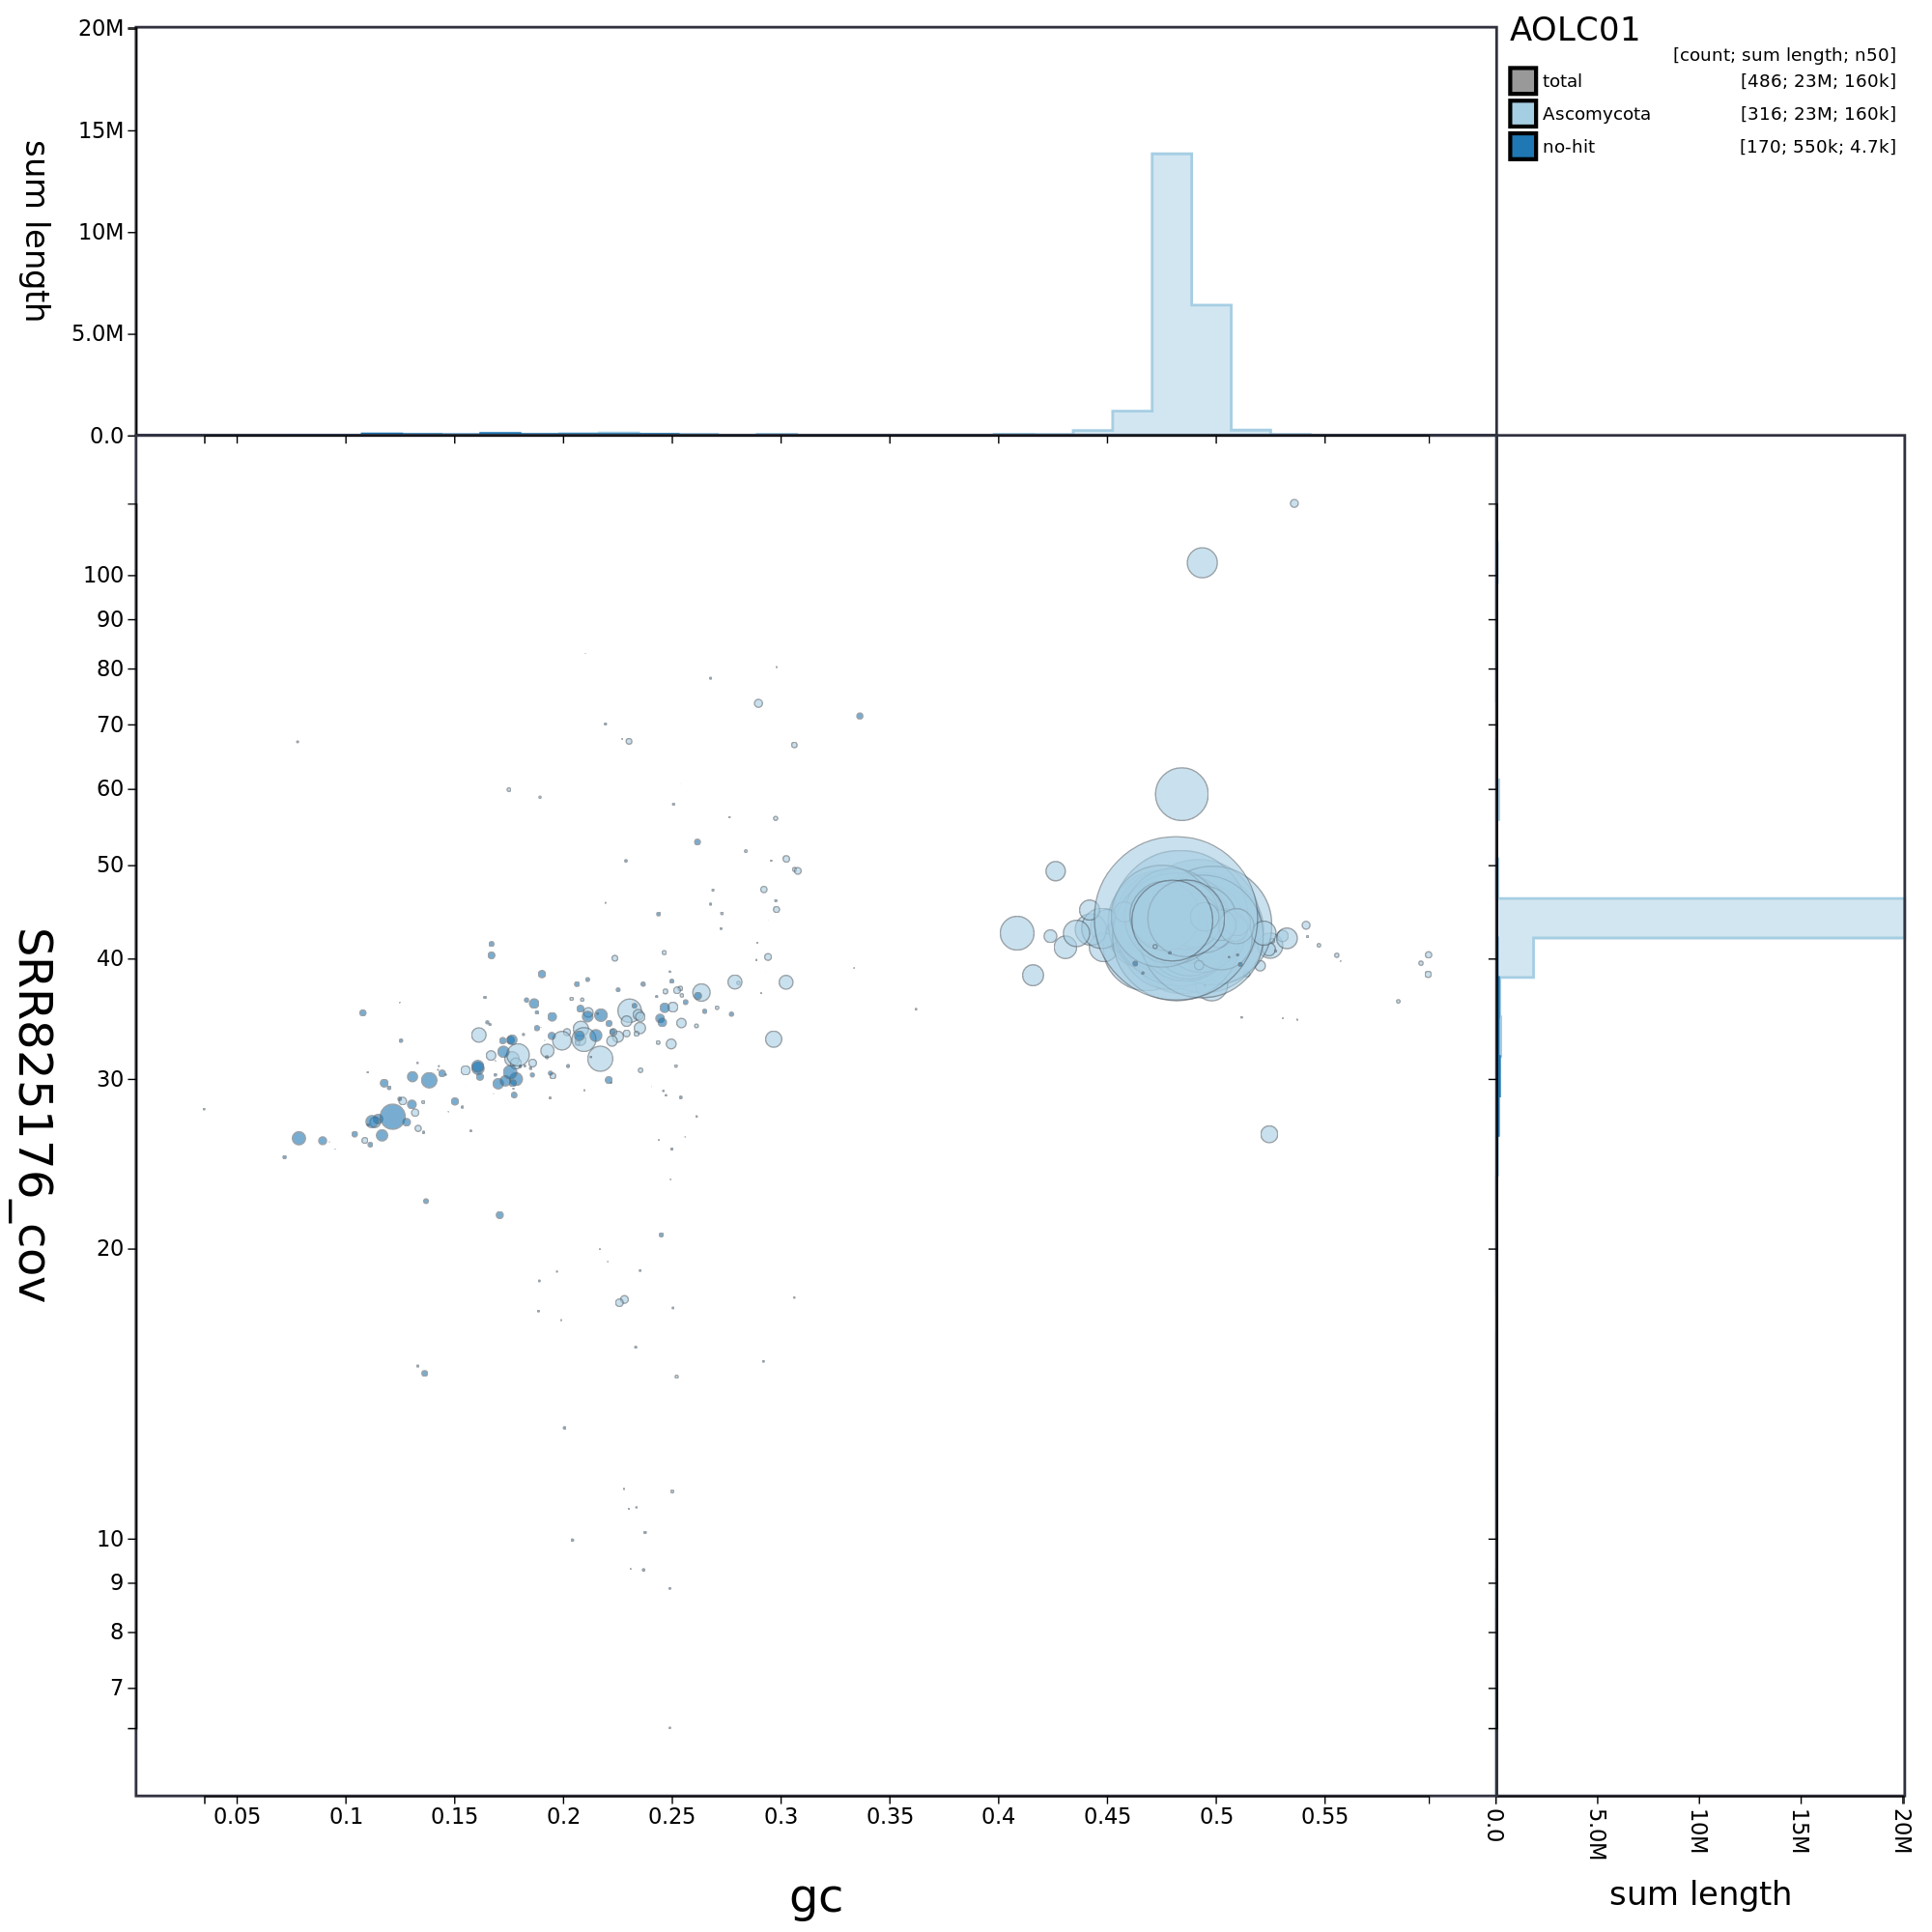 AOLC01
[count; sum length; n50]
total [486; 23M; 160k]
Ascomycota [316; 23M; 160k]
no-hit [170; 550k; 4.7k]
sum length
20M
15M
10M
5.0M
0.0
SRR825176_cov
100
90
80
70
60
50
40
30
20
10
9
8
7
0.05 0.1 0.15 0.2 0.25 0.3 0.35 0.4 0.45 0.5 0.55
gc
0.0 5.0M 10M 15M 20M
sum length